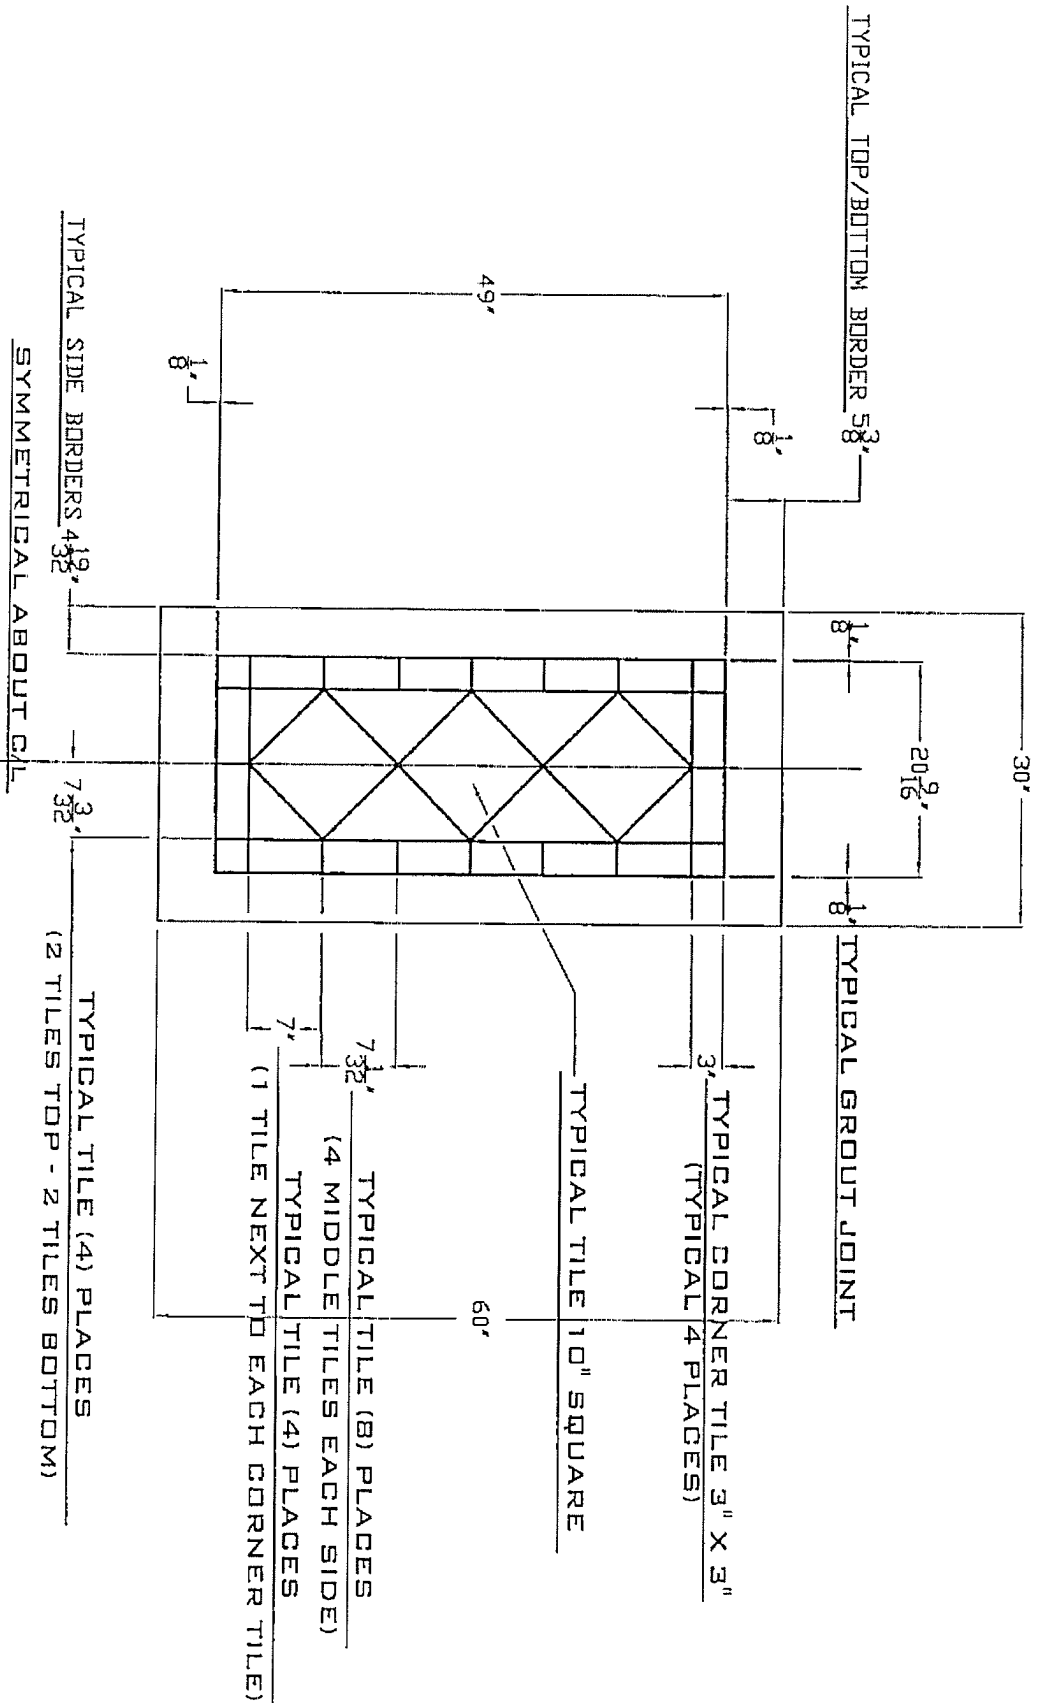 TYPICAL TOP/BOTTOM BORDER 5 3/8"
49"
1/8"
1/8"
TYPICAL SIDE BORDERS 4 19/32"
SYMMETRICAL ABOUT C/L
30"
20 9/16"
1/8"
1/8" TYPICAL GROUT JOINT
7 3/32"
TYPICAL TILE (4) PLACES
(2 TILES TOP - 2 TILES BOTTOM)
3" TYPICAL CORNER TILE 3" X 3"
(TYPICAL 4 PLACES)
TYPICAL TILE 10" SQUARE
60"
7 1/32"
TYPICAL TILE (8) PLACES
(4 MIDDLE TILES EACH SIDE)
7"
TYPICAL TILE (4) PLACES
(1 TILE NEXT TO EACH CORNER TILE)